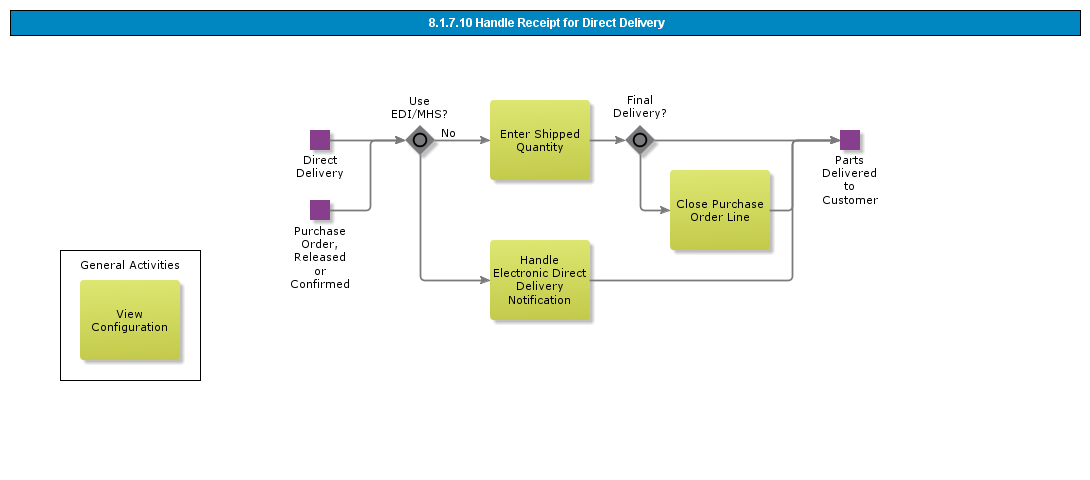 8.1.7.10 Handle Receipt for Direct Delivery
Use
EDI/MHS?
No
Final
Delivery?
Direct
Delivery
Enter Shipped
Quantity
Parts
Delivered
to
Customer
Close Purchase
Order Line
Purchase
Order,
Released
or
Confirmed
Handle
Electronic Direct
Delivery
Notification
General Activities
View
Configuration